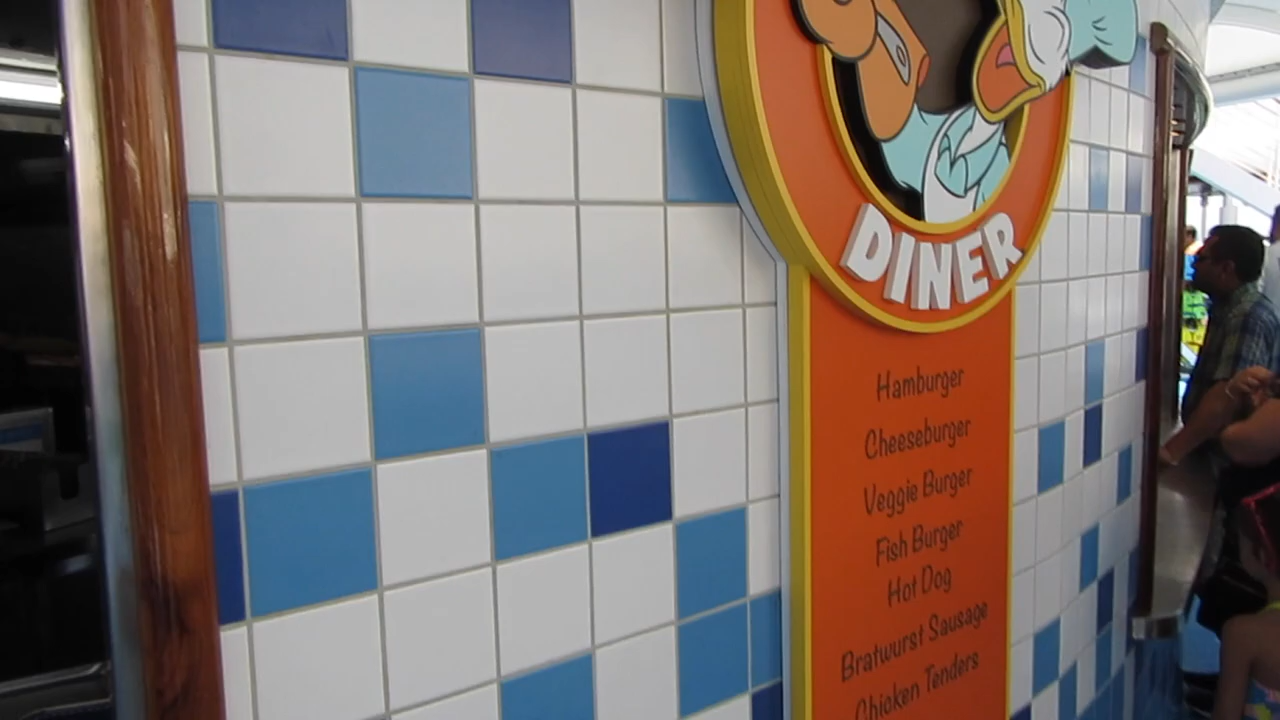 DINER
Hamburger
Cheeseburger
Veggie Burger
Fish Burger
Hot Dog
Bratwurst Sausage
Chicken Tenders